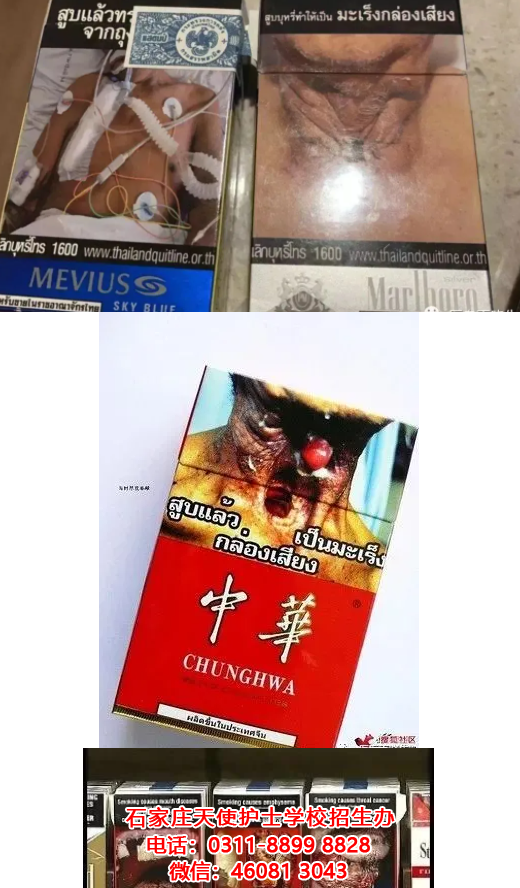 สูบแล้ว
จากถุง
สูบบุหรี่ทำให้เป็น มะเร็งกล่องเสียง
เลิกบุหรี่โทร 1600 www.thailandquitline.or.th
เลิกบุหรี่โทร 1600 www.thailandquitline.or.th
MEVIUS
SKY BLUE
Marlboro
สูบแล้ว เป็นมะเร็ง
กล่องเสียง
中華
®
CHUNGHWA
ผลิตขึ้นในประเทศจีน
Smoking causes mouth diseases
Smoking causes emphysema
Smoking causes throat cancer
石家庄天使护士学校招生办
电话：0311-8899 8828
微信：46081 3043